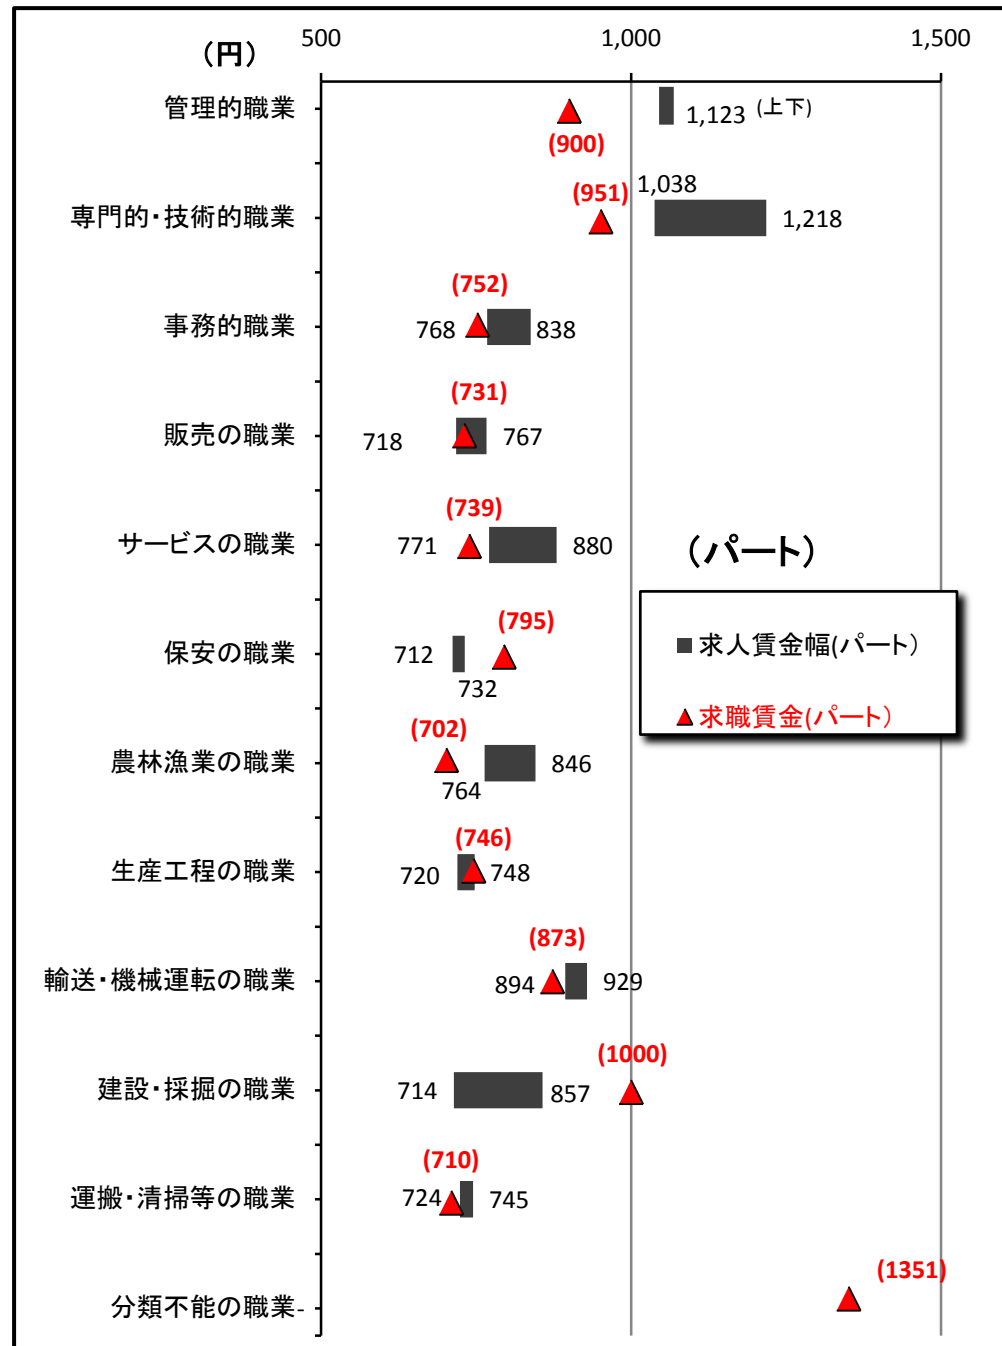 500 1,000 1,500
（円）
管理的職業 1,123 (上下)
(900)
1,038
(951)
専門的・技術的職業 1,218
(752)
事務的職業 768 838
(731)
販売の職業 718 767
(739)
サービスの職業 771 880
（パート）
(795)
保安の職業 712
732
■求人賃金幅(パート）
▲求職賃金(パート）
(702)
農林漁業の職業 846
764
(746)
生産工程の職業 720 748
(873)
輸送・機械運転の職業 894 929
(1000)
建設・採掘の職業 714 857
(710)
運搬・清掃等の職業 724 745
(1351)
分類不能の職業-